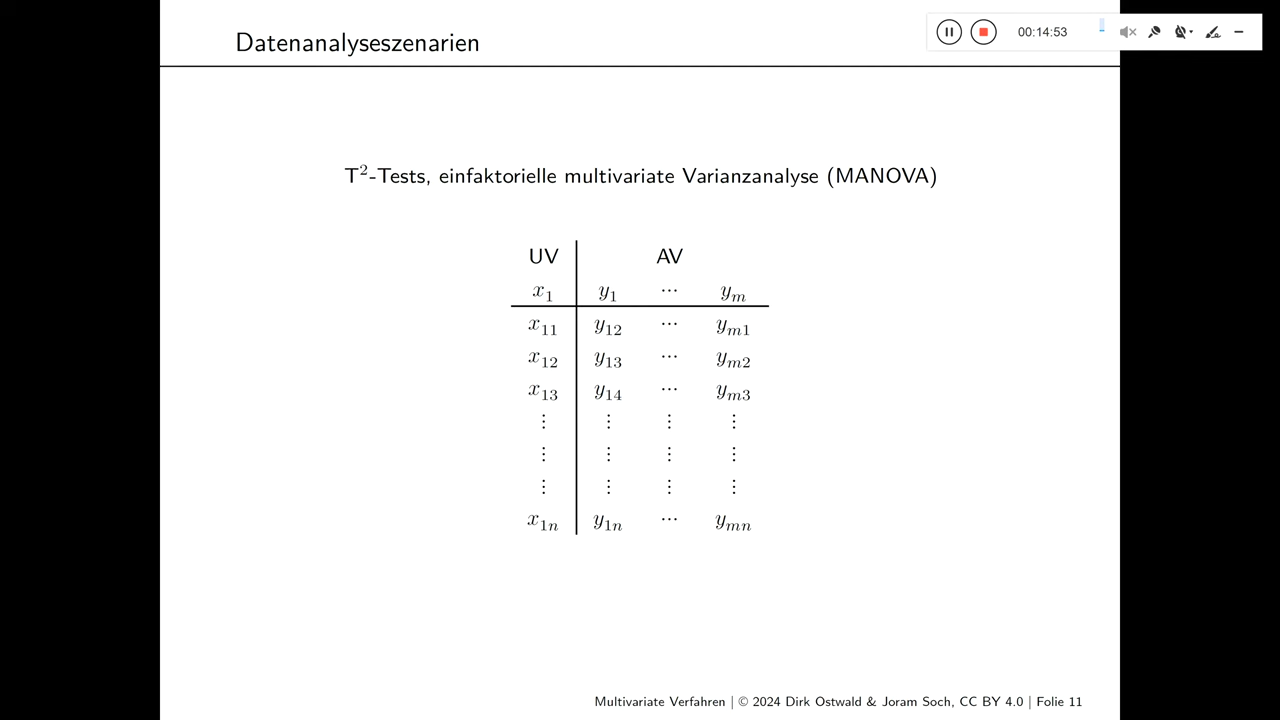 Datenanalyseszenarien
00:14:53
T²-Tests, einfaktorielle multivariate Varianzanalyse (MANOVA)
UV AV
x₁ y₁ ⋯ yₘ
x₁₁ y₁₂ ⋯ yₘ₁
x₁₂ y₁₃ ⋯ yₘ₂
x₁₃ y₁₄ ⋯ yₘ₃
⋮ ⋮ ⋮ ⋮
⋮ ⋮ ⋮ ⋮
⋮ ⋮ ⋮ ⋮
x₁ₙ y₁ₙ ⋯ yₘₙ
Multivariate Verfahren | © 2024 Dirk Ostwald & Joram Soch, CC BY 4.0 | Folie 11